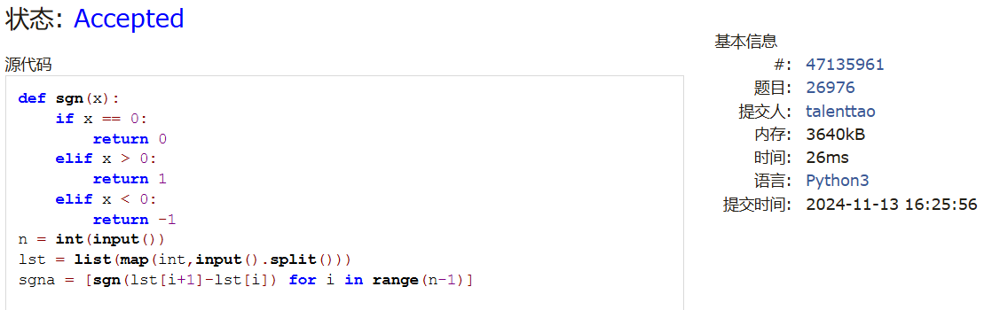 状态: Accepted
源代码
def sgn(x):
    if x == 0:
        return 0
    elif x > 0:
        return 1
    elif x < 0:
        return -1
n = int(input())
lst = list(map(int,input().split()))
sgna = [sgn(lst[i+1]-lst[i]) for i in range(n-1)]
基本信息
#: 47135961
题目: 26976
提交人: talenttao
内存: 3640kB
时间: 26ms
语言: Python3
提交时间: 2024-11-13 16:25:56